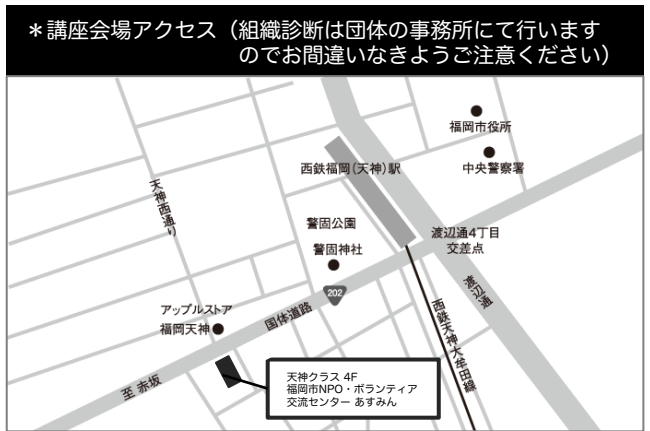 ＊講座会場アクセス（組織診断は団体の事務所にて行います
のでお間違いなきようご注意ください）
福岡市役所
中央警察署
西鉄福岡（天神）駅
天神西通り
警固公園
警固神社
渡辺通4丁目
交差点
渡辺通
202
国体道路
アップルストア
福岡天神
西鉄天神大牟田線
至 赤坂
天神クラス 4F
福岡市NPO・ボランティア
交流センター あすみん